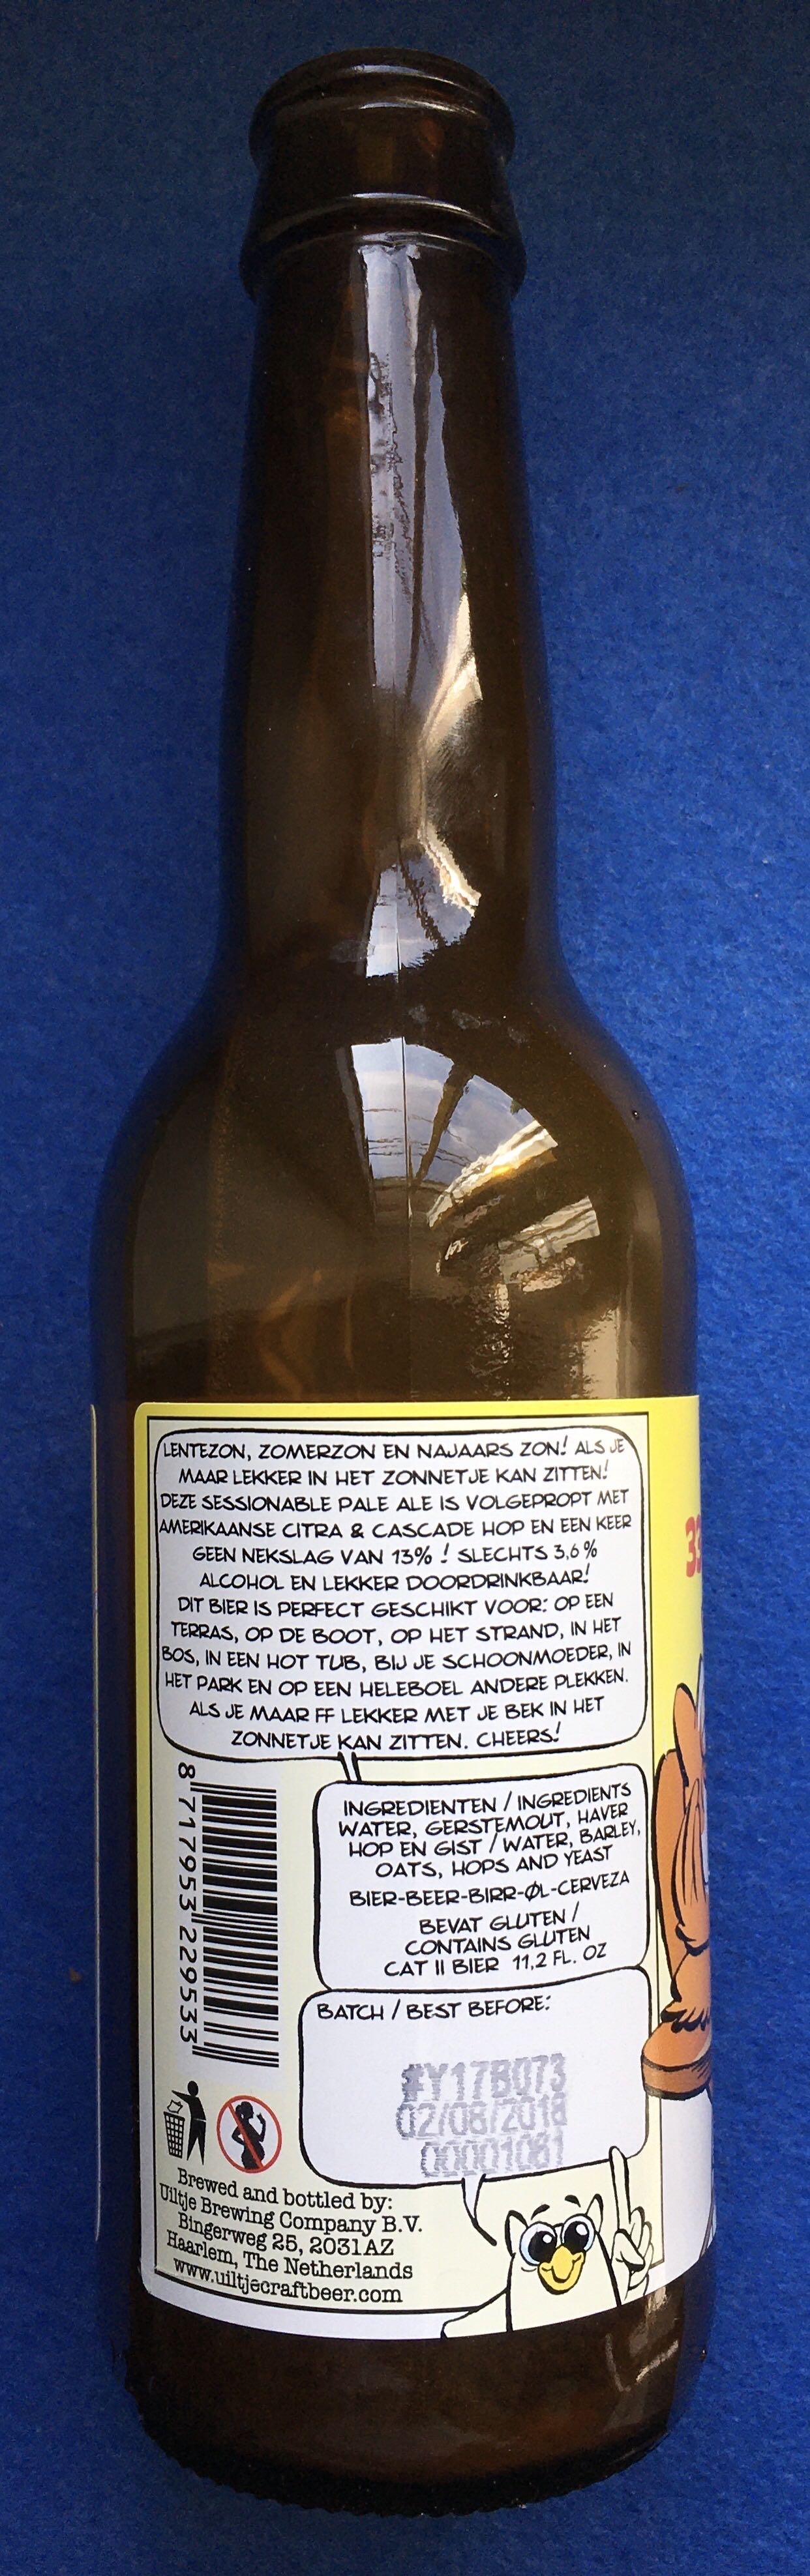 LENTEZON, ZOMERZON EN NAJAARS ZON! ALS JE
MAAR LEKKER IN HET ZONNETJE KAN ZITTEN!
DEZE SESSIONABLE PALE ALE IS VOLGEPROPT MET
AMERIKAANSE CITRA & CASCADE HOP EN EEN KEER
GEEN NEKSLAG VAN 13% ! SLECHTS 3,6%
ALCOHOL EN LEKKER DOORDRINKBAAR!
DIT BIER IS PERFECT GESCHIKT VOOR: OP EEN
TERRAS, OP DE BOOT, OP HET STRAND, IN HET
BOS, IN EEN HOT TUB, BIJ JE SCHOONMOEDER, IN
HET PARK EN OP EEN HELEBOEL ANDERE PLEKKEN.
ALS JE MAAR FF LEKKER MET JE BEK IN HET
ZONNETJE KAN ZITTEN. CHEERS!
8 717953 229533
INGREDIENTEN / INGREDIENTS
WATER, GERSTEMOUT, HAVER
HOP EN GIST / WATER, BARLEY,
OATS, HOPS AND YEAST
BIER-BEER-BIRR-ØL-CERVEZA
BEVAT GLUTEN /
CONTAINS GLUTEN
CAT II BIER 11,2 FL. OZ
BATCH / BEST BEFORE:
#Y17B073
02/08/2018
00001081
Brewed and bottled by:
Uiltje Brewing Company B.V.
Bingerweg 25, 2031AZ
Haarlem, The Netherlands
www.uiltjecraftbeer.com